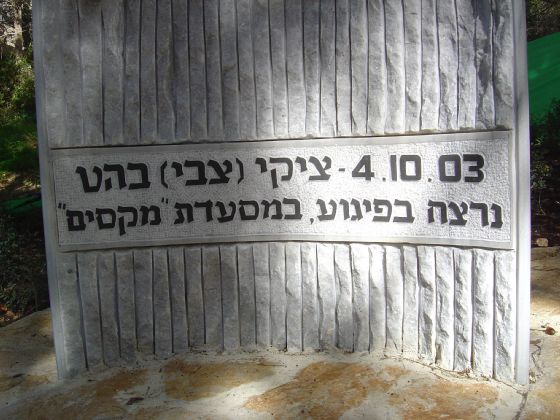 4.10.03 - ציקי (צבי) בהט
נרצה בפיגוע, במסעדת "מקסים"